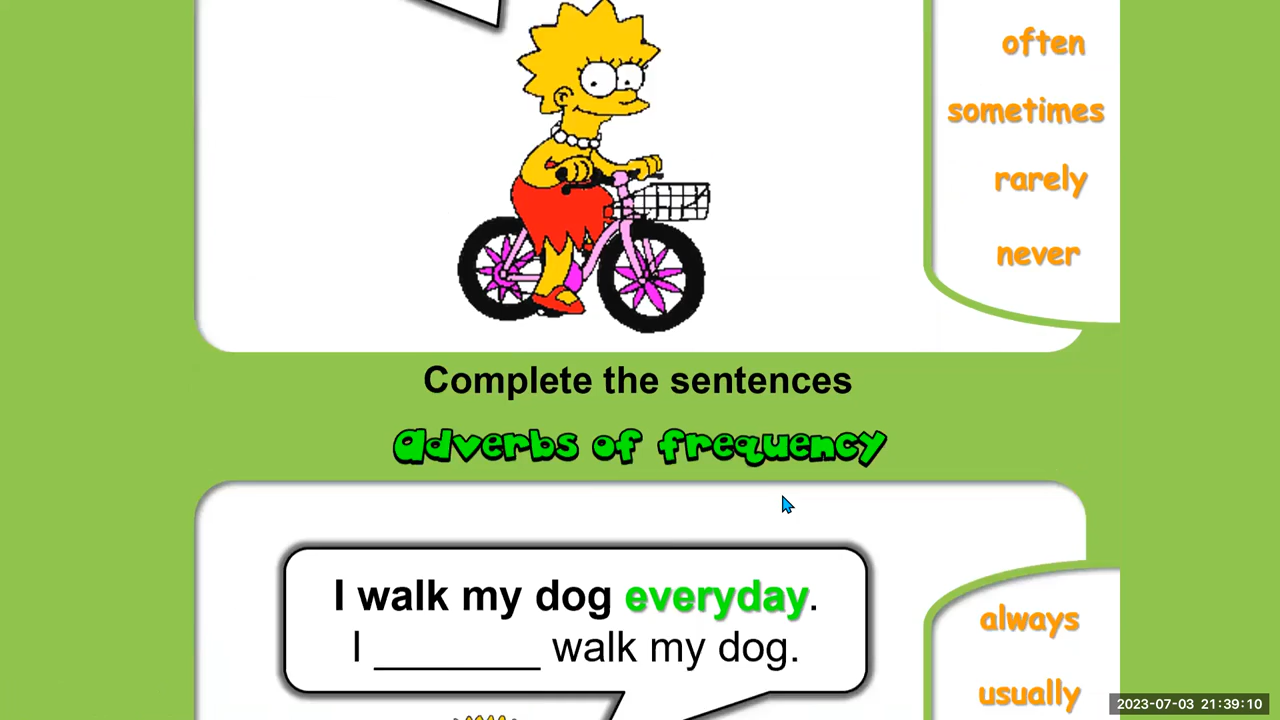 often
sometimes
rarely
never
Complete the sentences
adverbs of frequency
I walk my dog everyday.
I _______ walk my dog.
always
usually
2023-07-03 21:39:10